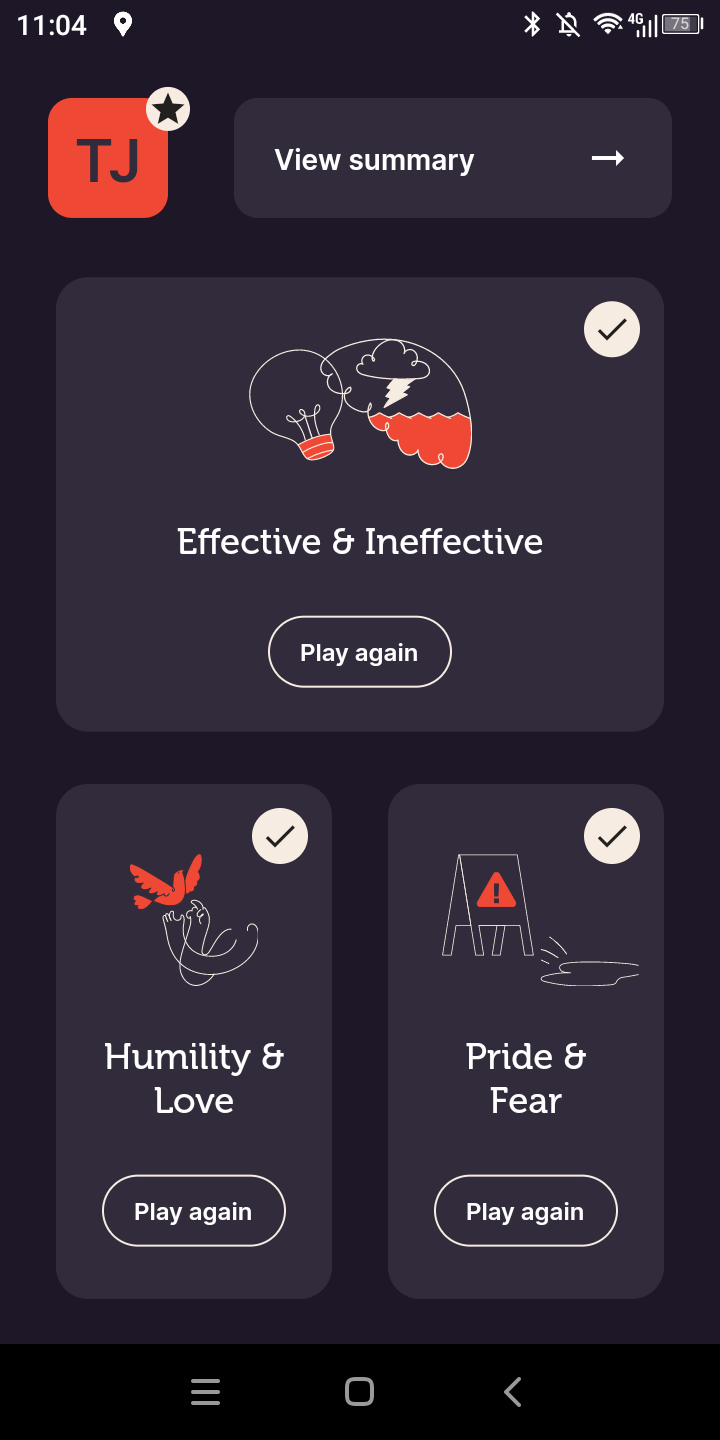 11:04
4G
75
TJ
View summary
Effective & Ineffective
Play again
Humility &
Love
Play again
Pride &
Fear
Play again